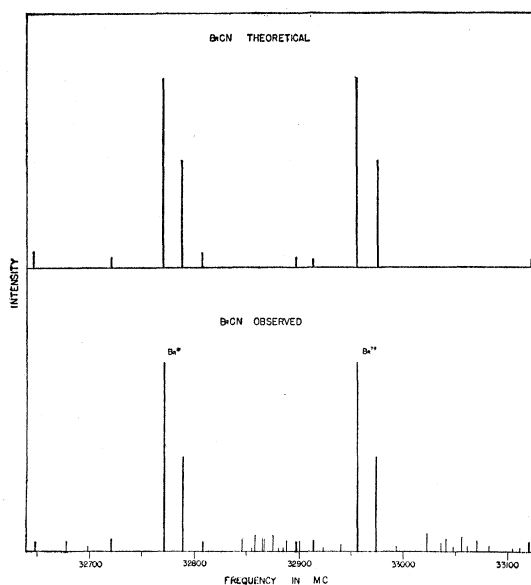 BrCN THEORETICAL
INTENSITY
BrCN OBSERVED
Br⁸¹ Br⁷⁹
32700 32800 32900 33000 33100
FREQUENCY IN MC